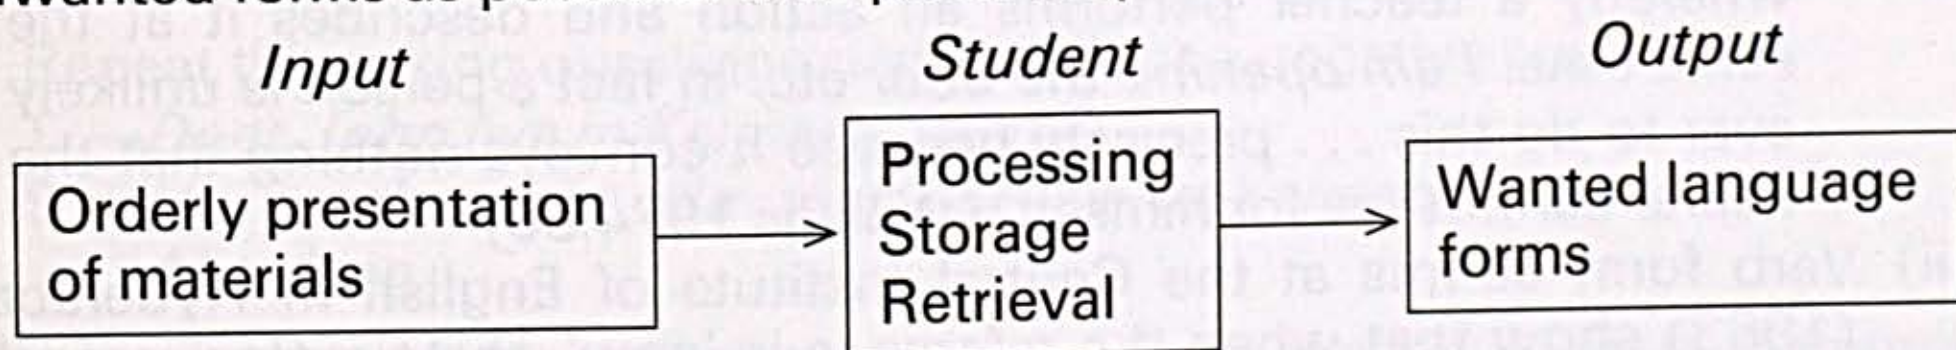 Input
Student
Output
Orderly presentation
of materials
Processing
Storage
Retrieval
Wanted language
forms